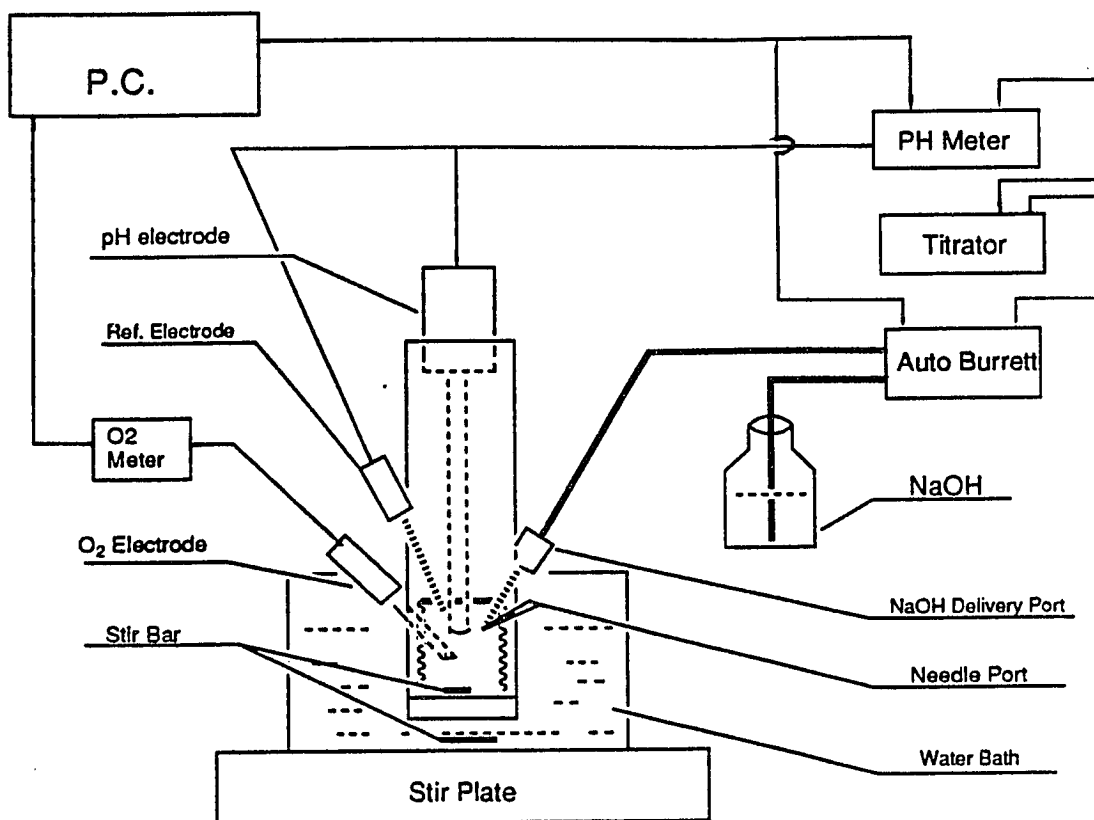 P.C.
PH Meter
Titrator
pH electrode
Ref. Electrode
Auto Burrett
O2
Meter
NaOH
O₂ Electrode
NaOH Delivery Port
Stir Bar
Needle Port
Water Bath
Stir Plate